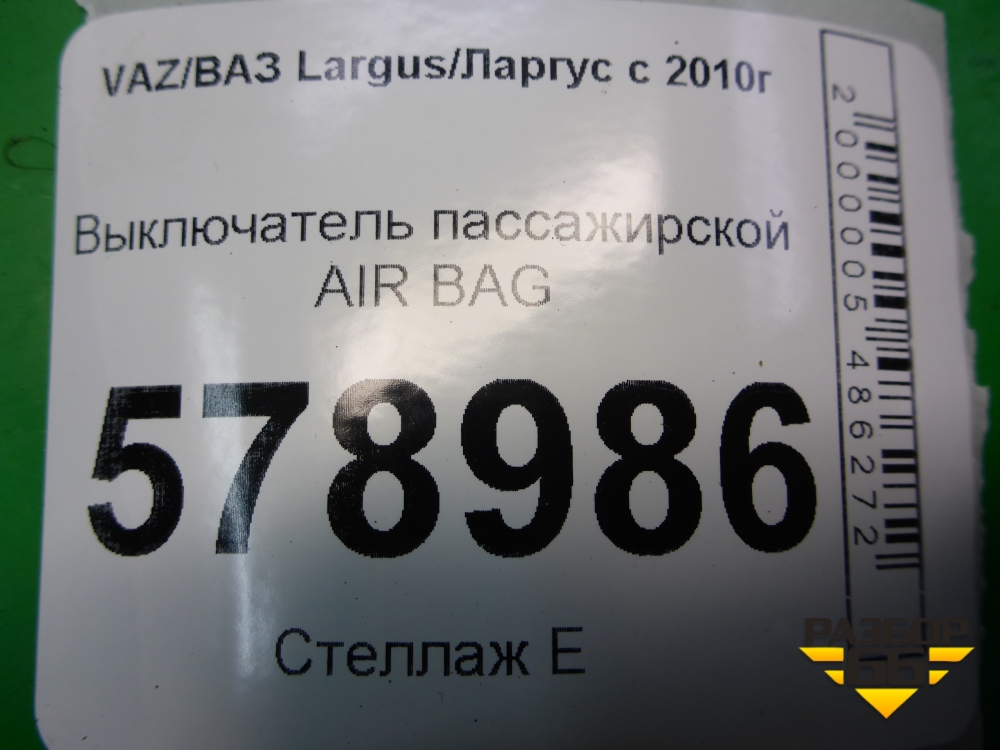 VAZ/ВАЗ Largus/Ларгус с 2010г
Выключатель пассажирской
AIR BAG
578986
Стеллаж Е
2000005486272
РАЗБОР
66